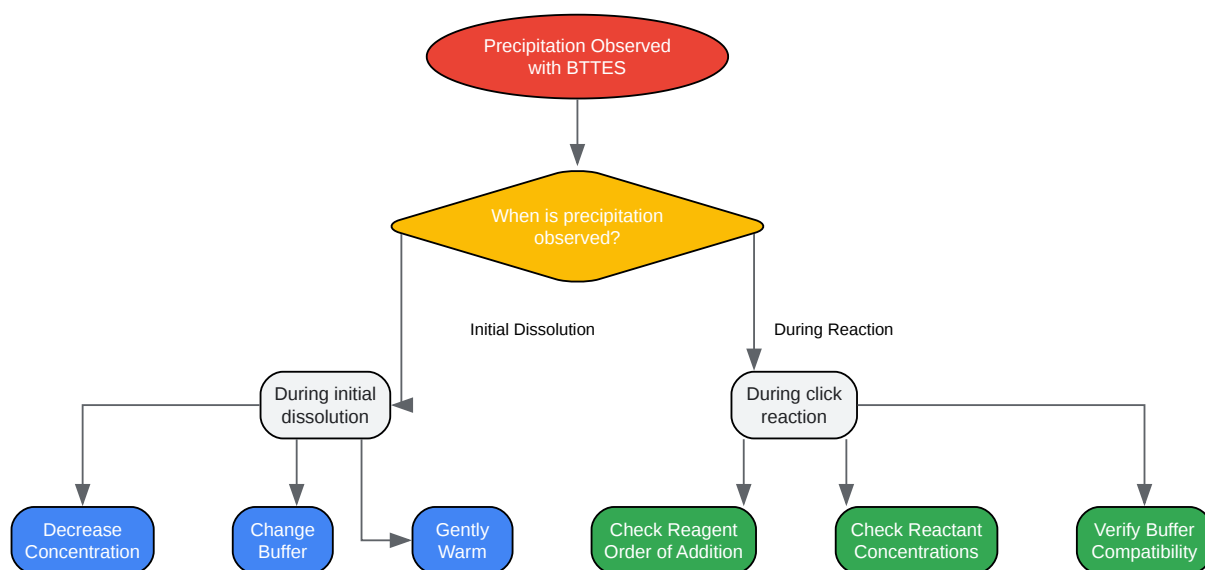 Precipitation Observed
with BTTES
When is precipitation
observed?
Initial Dissolution
During Reaction
During initial
dissolution
During click
reaction
Decrease
Concentration
Change
Buffer
Gently
Warm
Check Reagent
Order of Addition
Check Reactant
Concentrations
Verify Buffer
Compatibility